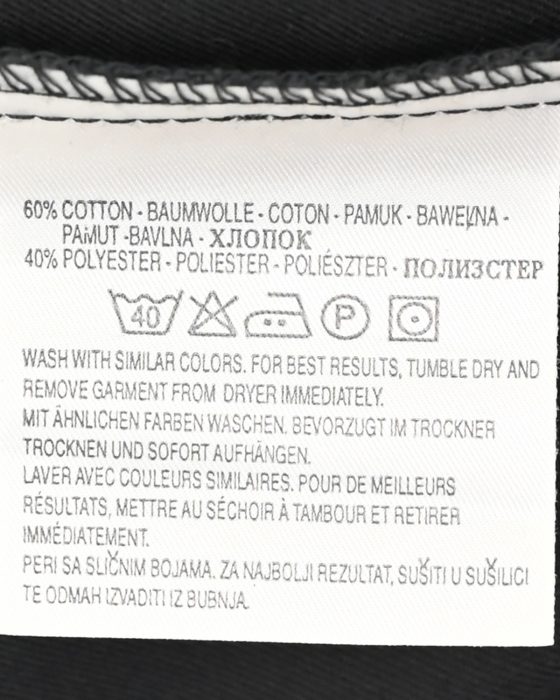 60% COTTON - BAUMWOLLE - COTON - PAMUK - BAWEŁNA -
PAMUT -BAVLNA - ХЛОПОК
40% POLYESTER - POLIESTER - POLIÉSZTER - ПОЛИЗСТЕР
40 P
WASH WITH SIMILAR COLORS. FOR BEST RESULTS, TUMBLE DRY AND
REMOVE GARMENT FROM DRYER IMMEDIATELY.
MIT ÄHNLICHEN FARBEN WASCHEN. BEVORZUGT IM TROCKNER
TROCKNEN UND SOFORT AUFHÄNGEN.
LAVER AVEC COULEURS SIMILAIRES. POUR DE MEILLEURS
RÉSULTATS, METTRE AU SÉCHOIR À TAMBOUR ET RETIRER
IMMÉDIATEMENT.
PERI SA SLIČNIM BOJAMA. ZA NAJBOLJI REZULTAT, SUŠITI U SUŠILICI
TE ODMAH IZVADITI IZ BUBNJA.